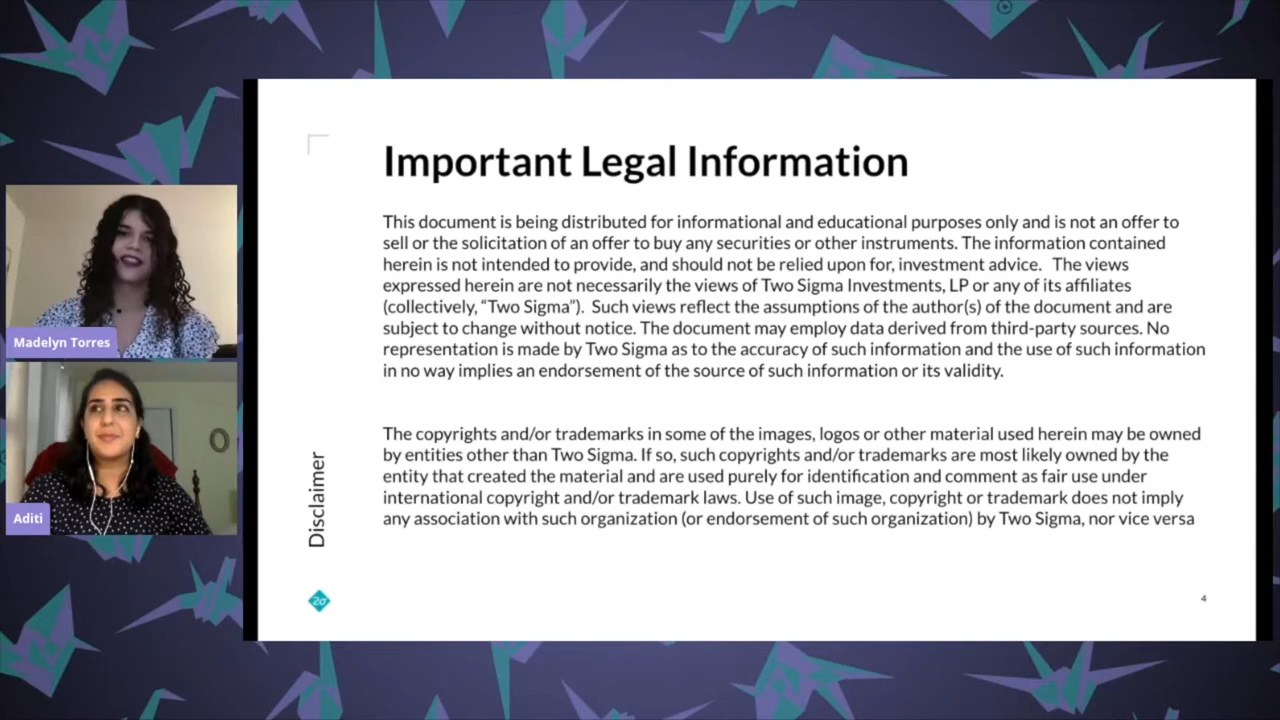 Important Legal Information
This document is being distributed for informational and educational purposes only and is not an offer to
sell or the solicitation of an offer to buy any securities or other instruments. The information contained
herein is not intended to provide, and should not be relied upon for, investment advice.   The views
expressed herein are not necessarily the views of Two Sigma Investments, LP or any of its affiliates
(collectively, “Two Sigma”).  Such views reflect the assumptions of the author(s) of the document and are
subject to change without notice. The document may employ data derived from third-party sources. No
representation is made by Two Sigma as to the accuracy of such information and the use of such information
in no way implies an endorsement of the source of such information or its validity.
The copyrights and/or trademarks in some of the images, logos or other material used herein may be owned
by entities other than Two Sigma. If so, such copyrights and/or trademarks are most likely owned by the
entity that created the material and are used purely for identification and comment as fair use under
international copyright and/or trademark laws. Use of such image, copyright or trademark does not imply
any association with such organization (or endorsement of such organization) by Two Sigma, nor vice versa
Disclaimer
2σ
4
Madelyn Torres
Aditi